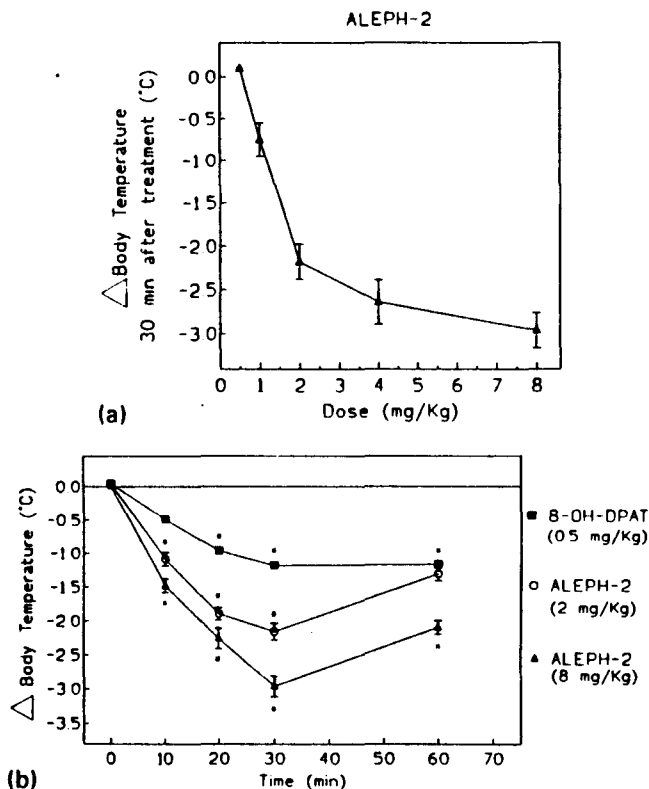 ALEPH-2
△ Body Temperature
30 min after treatment (°C)
0.0
-0.5
-1.0
-1.5
-2.0
-2.5
-3.0
0 1 2 3 4 5 6 7 8
Dose (mg/Kg)
(a)
△ Body Temperature (°C)
0.0
-0.5
-1.0
-1.5
-2.0
-2.5
-3.0
-3.5
0 10 20 30 40 50 60 70
Time (min)
(b)
8-OH-DPAT
(0.5 mg/Kg)
ALEPH-2
(2 mg/Kg)
ALEPH-2
(8 mg/Kg)